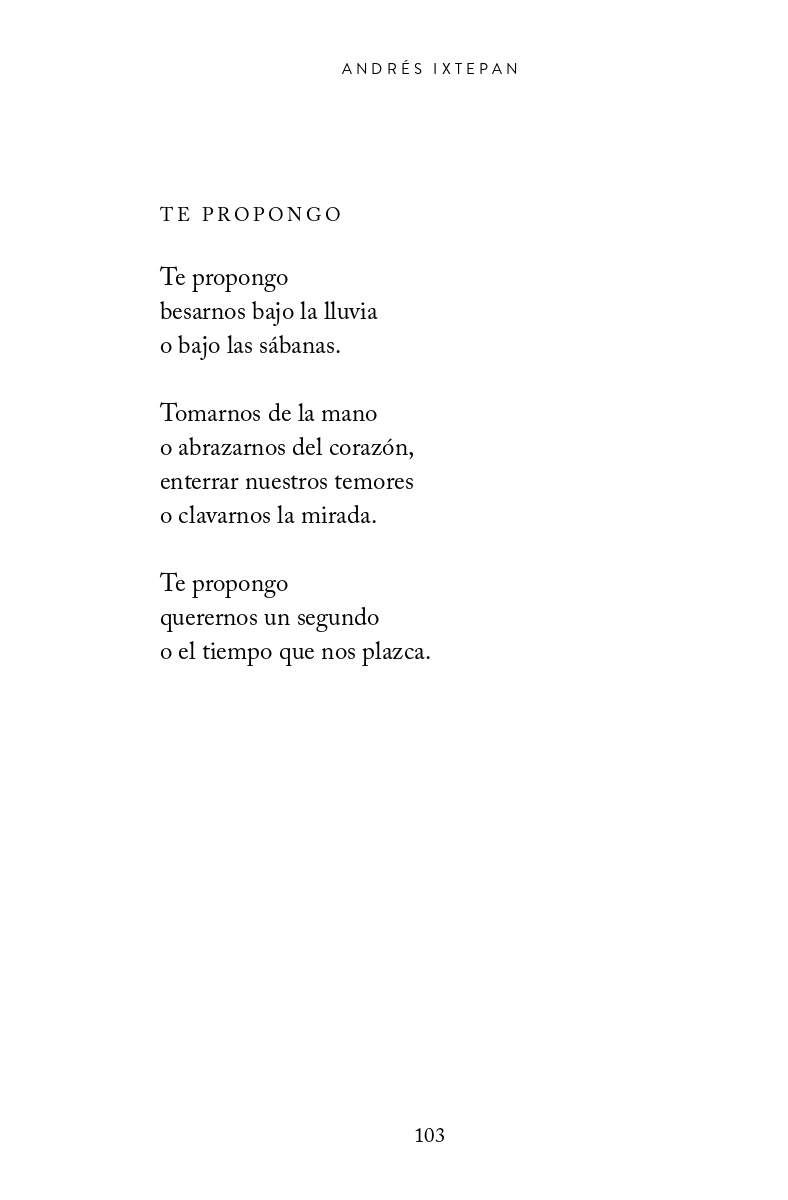 ANDRÉS IXTEPAN
TE PROPONGO
Te propongo
besarnos bajo la lluvia
o bajo las sábanas.
Tomarnos de la mano
o abrazarnos del corazón,
enterrar nuestros temores
o clavarnos la mirada.
Te propongo
querernos un segundo
o el tiempo que nos plazca.
103